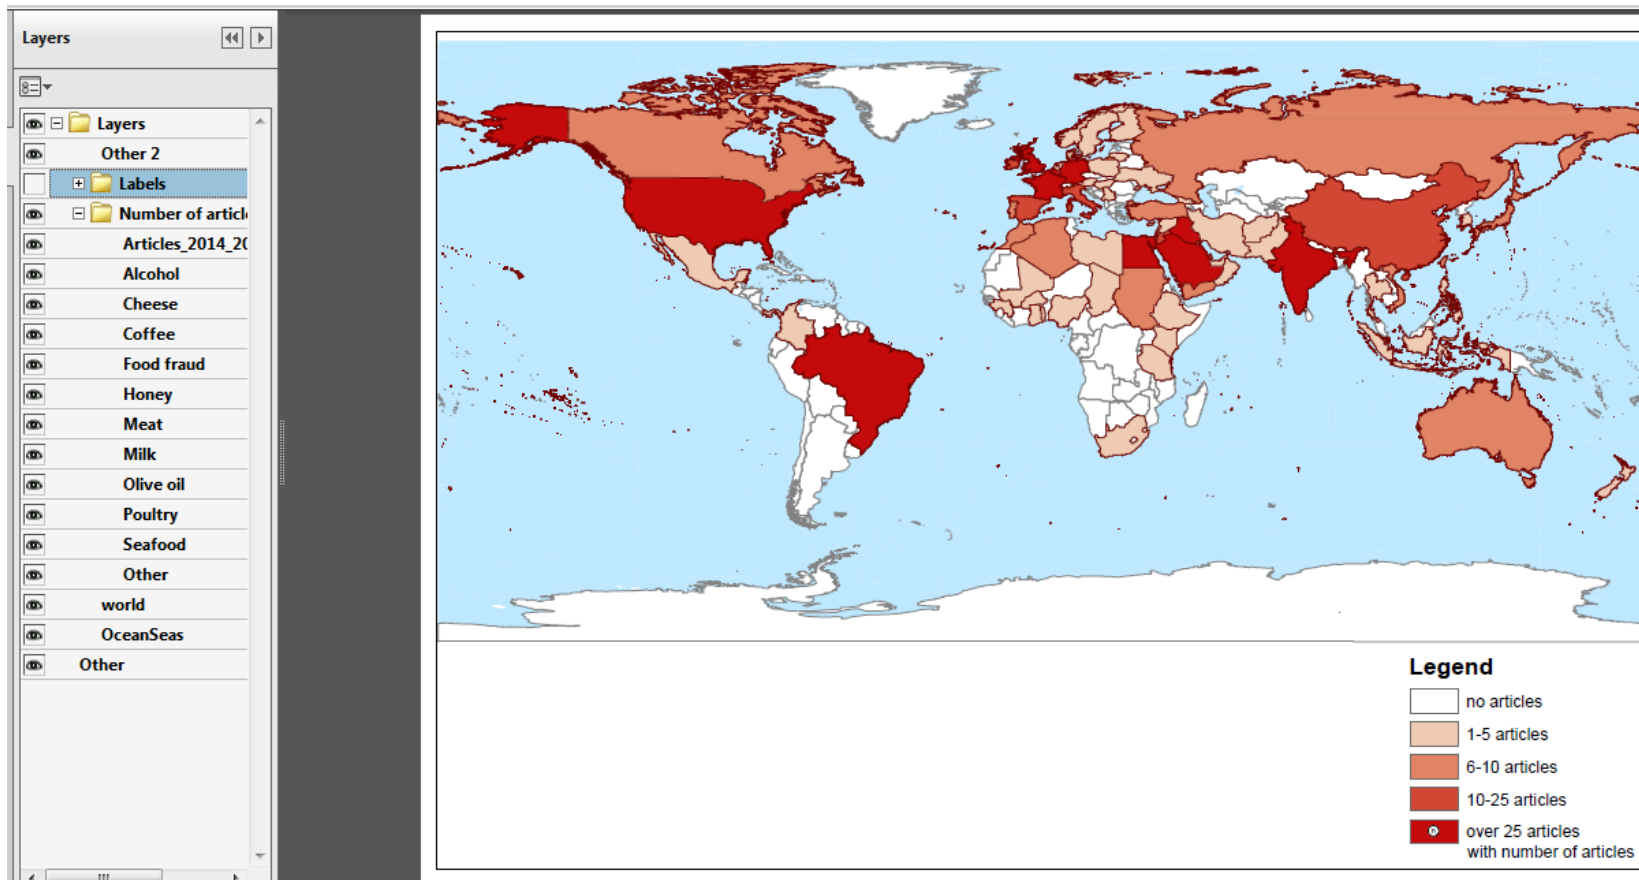 Layers
Layers
Other 2
Labels
Number of articl
Articles_2014_20
Alcohol
Cheese
Coffee
Food fraud
Honey
Meat
Milk
Olive oil
Poultry
Seafood
Other
world
OceanSeas
Other
Legend
no articles
1-5 articles
6-10 articles
10-25 articles
over 25 articles
with number of articles